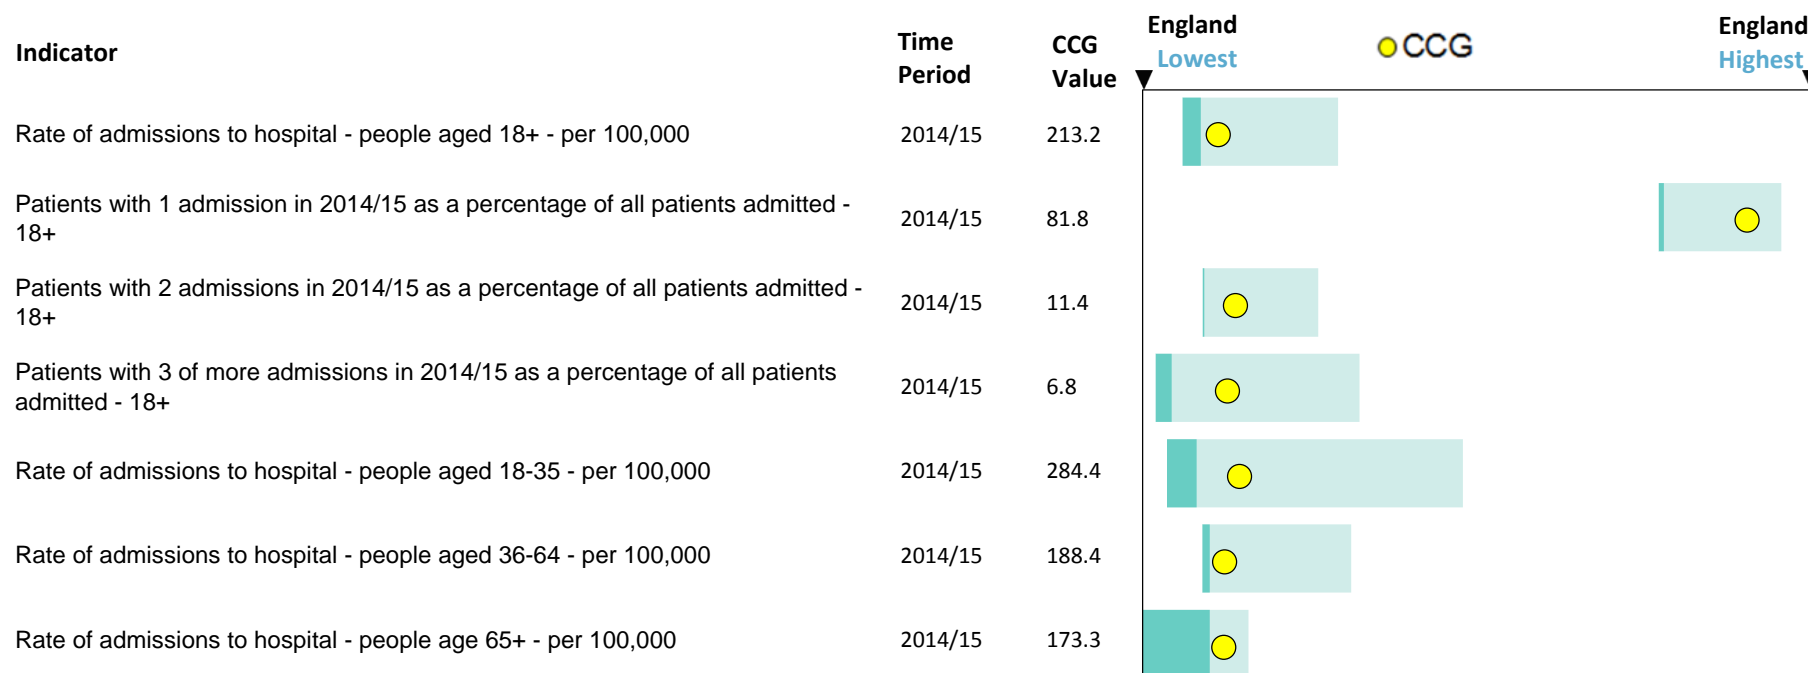 Indicator
Time Period
CCG Value
England Lowest
CCG
England Highest
Rate of admissions to hospital - people aged 18+ - per 100,000 2014/15 213.2
Patients with 1 admission in 2014/15 as a percentage of all patients admitted -
18+
2014/15 81.8
Patients with 2 admissions in 2014/15 as a percentage of all patients admitted -
18+
2014/15 11.4
Patients with 3 of more admissions in 2014/15 as a percentage of all patients
admitted - 18+
2014/15 6.8
Rate of admissions to hospital - people aged 18-35 - per 100,000 2014/15 284.4
Rate of admissions to hospital - people aged 36-64 - per 100,000 2014/15 188.4
Rate of admissions to hospital - people age 65+ - per 100,000 2014/15 173.3